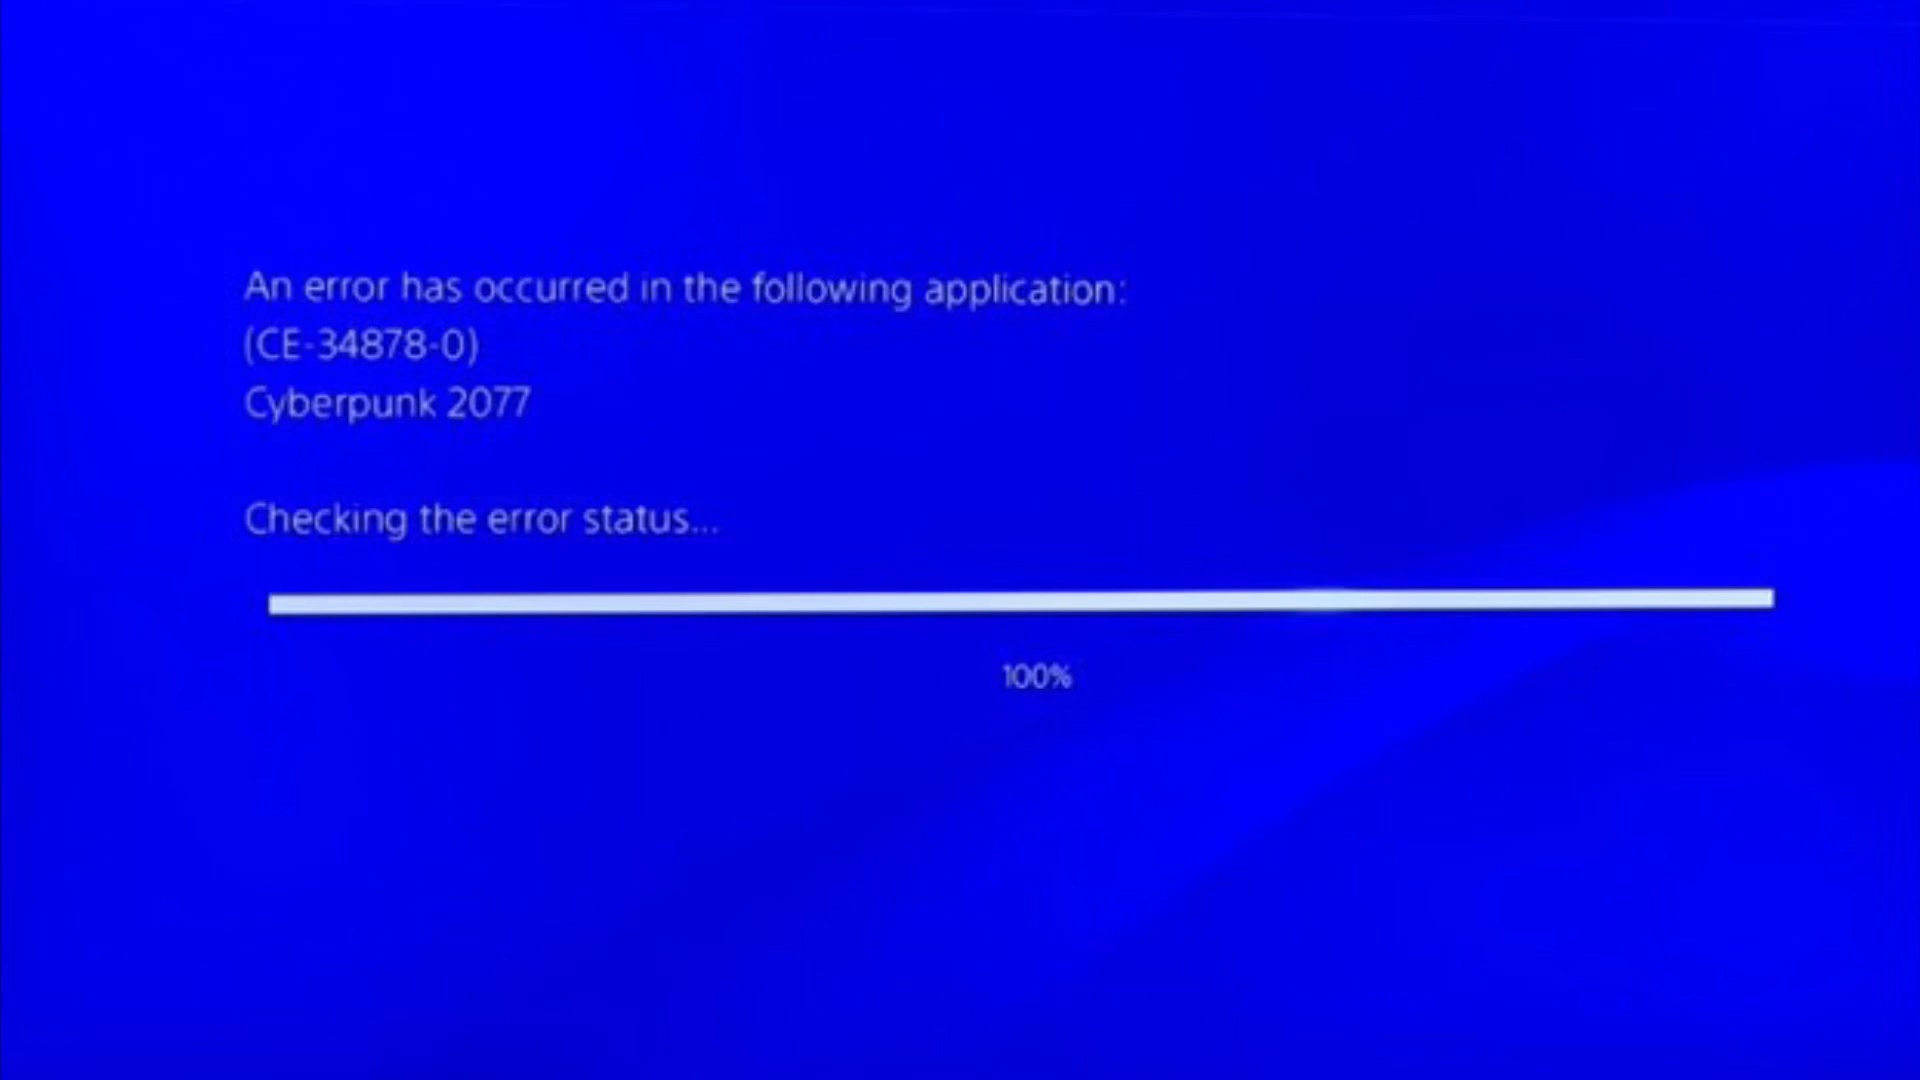 An error has occurred in the following application:
(CE-34878-0)
Cyberpunk 2077
Checking the error status...
100%